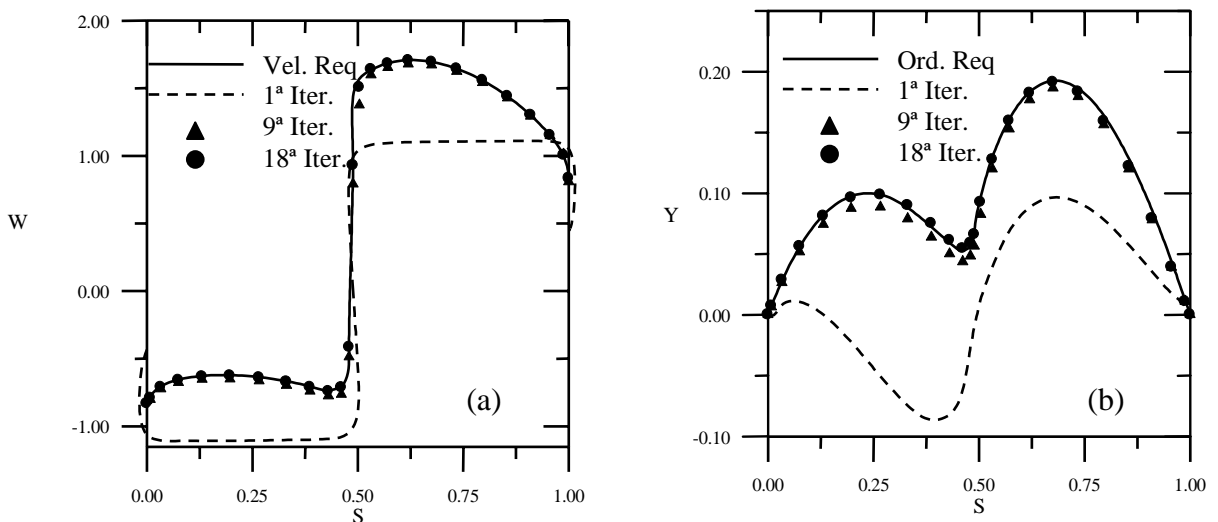 2.00
1.00
0.00
-1.00
W
Vel. Req
1ª Iter.
9ª Iter.
18ª Iter.
(a)
0.00
0.25
0.50
0.75
1.00
S
0.20
0.10
0.00
-0.10
Y
Ord. Req
1ª Iter.
9ª Iter.
18ª Iter.
(b)
0.00
0.25
0.50
0.75
1.00
S